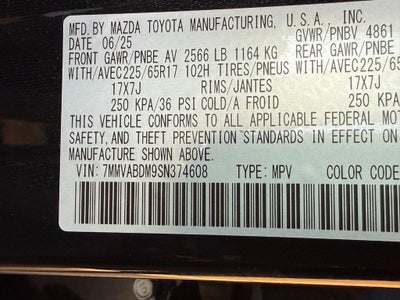 MFD. BY MAZDA TOYOTA MANUFACTURING, U.S.A., INC.
DATE 06/25 GVWR/PNBV 4861
FRONT GAWR/PNBE AV 2566 LB 1164 KG REAR GAWR/PNBE
WITH/AVEC225/65R17 102H TIRES/PNEUS WITH/AVEC225/65
17X7J RIMS/JANTES 17X7J
250 KPA/36 PSI COLD/A FROID 250 KPA/
THIS VEHICLE CONFORMS TO ALL APPLICABLE FEDERAL MOT
SAFETY,AND THEFT PREVENTION STANDARDS IN EFFECT ON
MANUFACTURE SHOWN ABOVE.
VIN: 7MMVABDM9SN374608 TYPE: MPV COLOR CODE